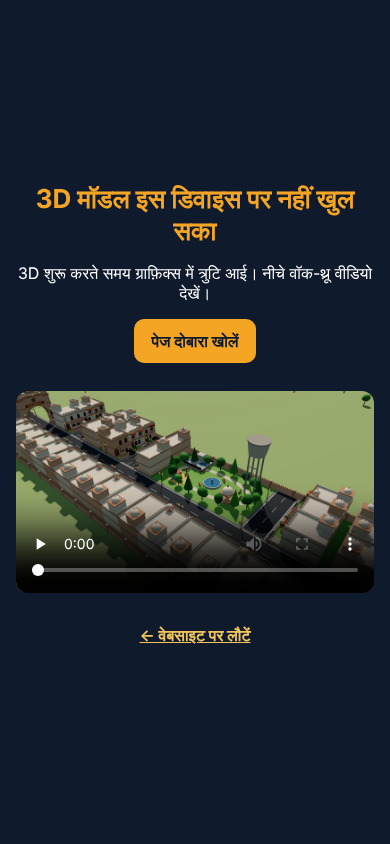 3D मॉडल इस डिवाइस पर नहीं खुल
सका
3D शुरू करते समय ग्राफ़िक्स में त्रुटि आई। नीचे वॉक-थ्रू वीडियो
देखें।
पेज दोबारा खोलें
0:00
← वेबसाइट पर लौटें